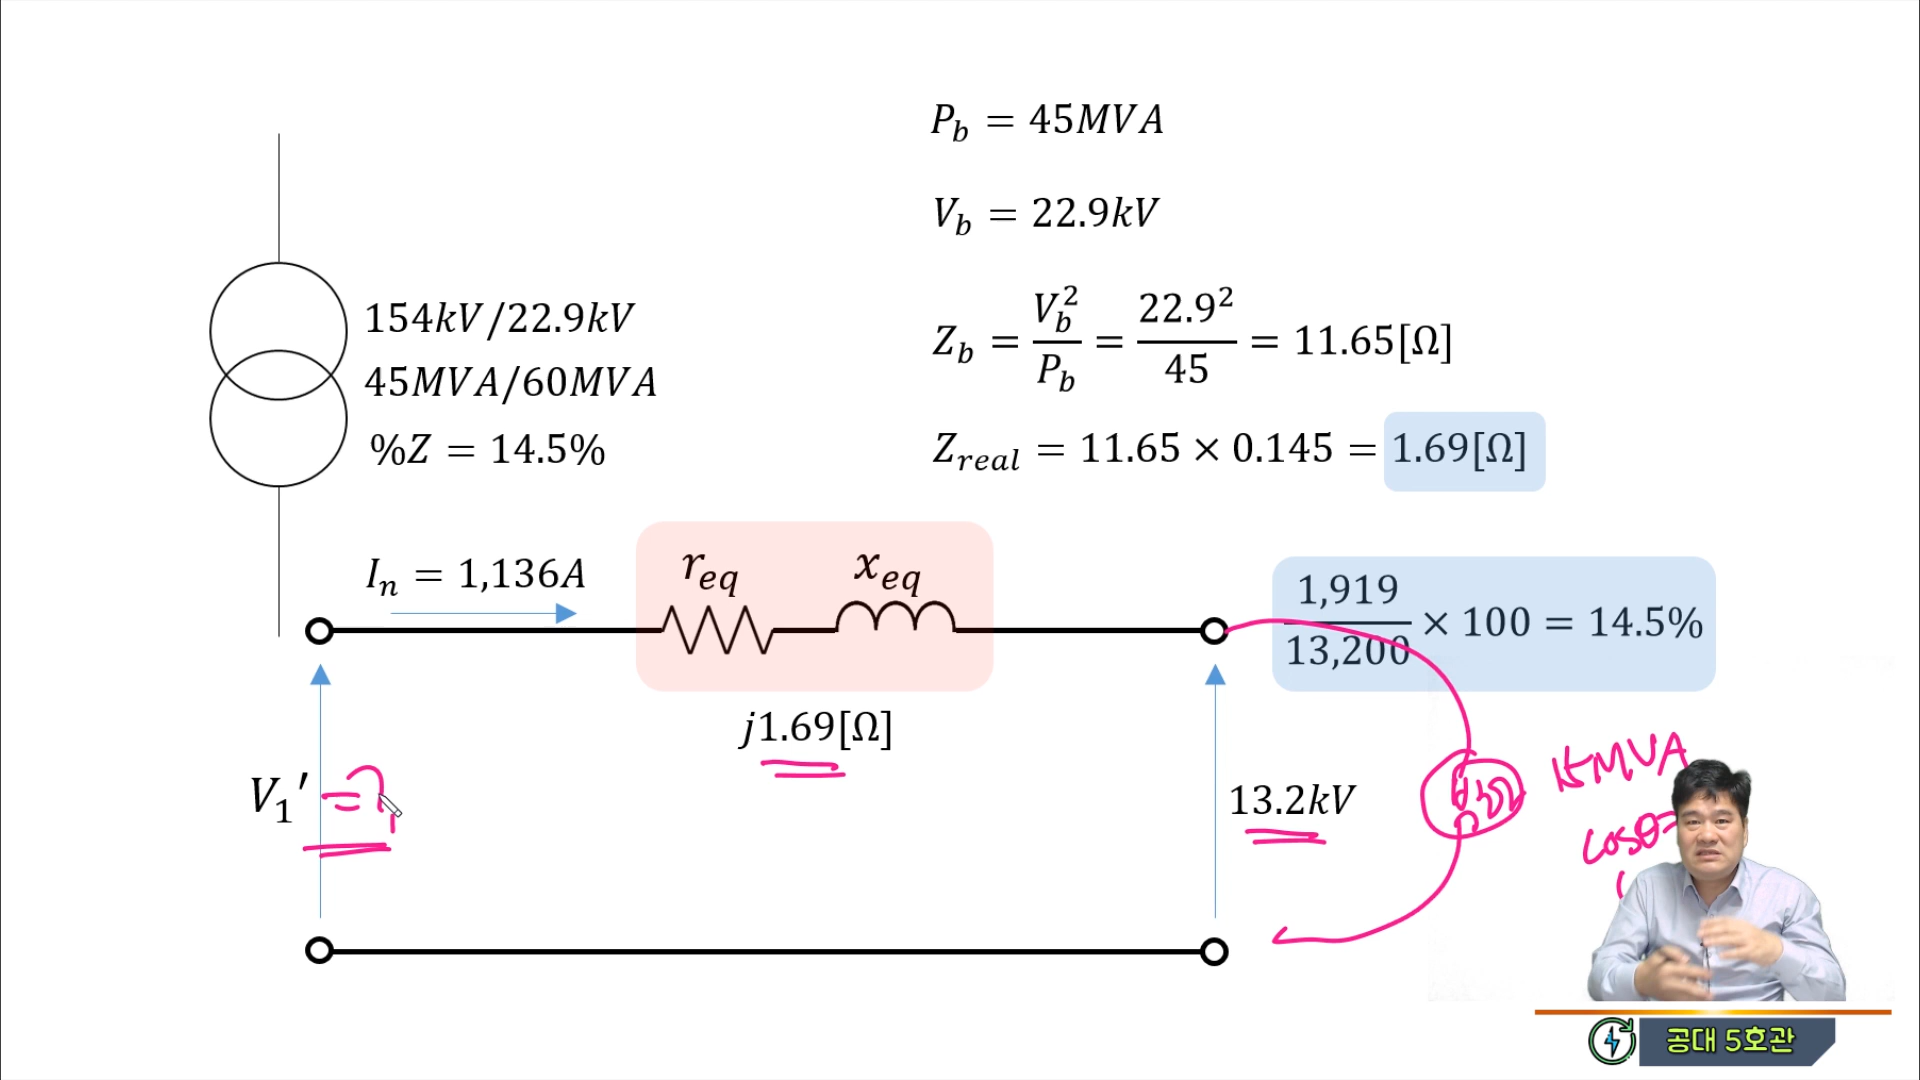 P_b = 45MVA
V_b = 22.9kV
Z_b = V_b^2 / P_b = 22.9^2 / 45 = 11.65[Ω]
Z_real = 11.65 × 0.145 = 1.69[Ω]
154kV/22.9kV
45MVA/60MVA
%Z = 14.5%
I_n = 1,136A
r_eq
x_eq
1,919 / 13,200 × 100 = 14.5%
j1.69[Ω]
V_1' = ?
13.2kV
15MVA
cosθ=
공대 5호관